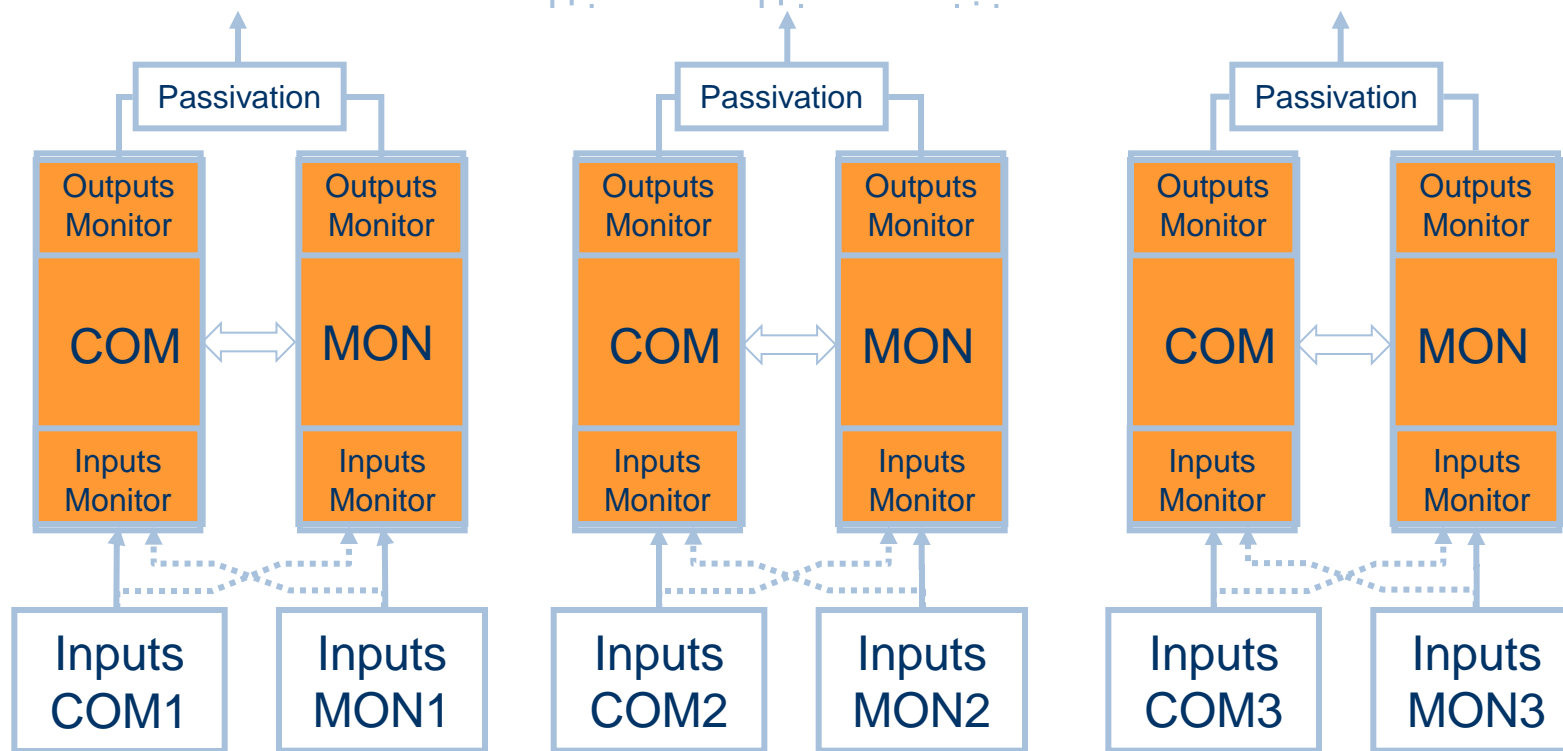 Passivation
Passivation
Passivation
Outputs
Monitor
Outputs
Monitor
Outputs
Monitor
Outputs
Monitor
Outputs
Monitor
Outputs
Monitor
COM
MON
COM
MON
COM
MON
Inputs
Monitor
Inputs
Monitor
Inputs
Monitor
Inputs
Monitor
Inputs
Monitor
Inputs
Monitor
Inputs
COM1
Inputs
MON1
Inputs
COM2
Inputs
MON2
Inputs
COM3
Inputs
MON3